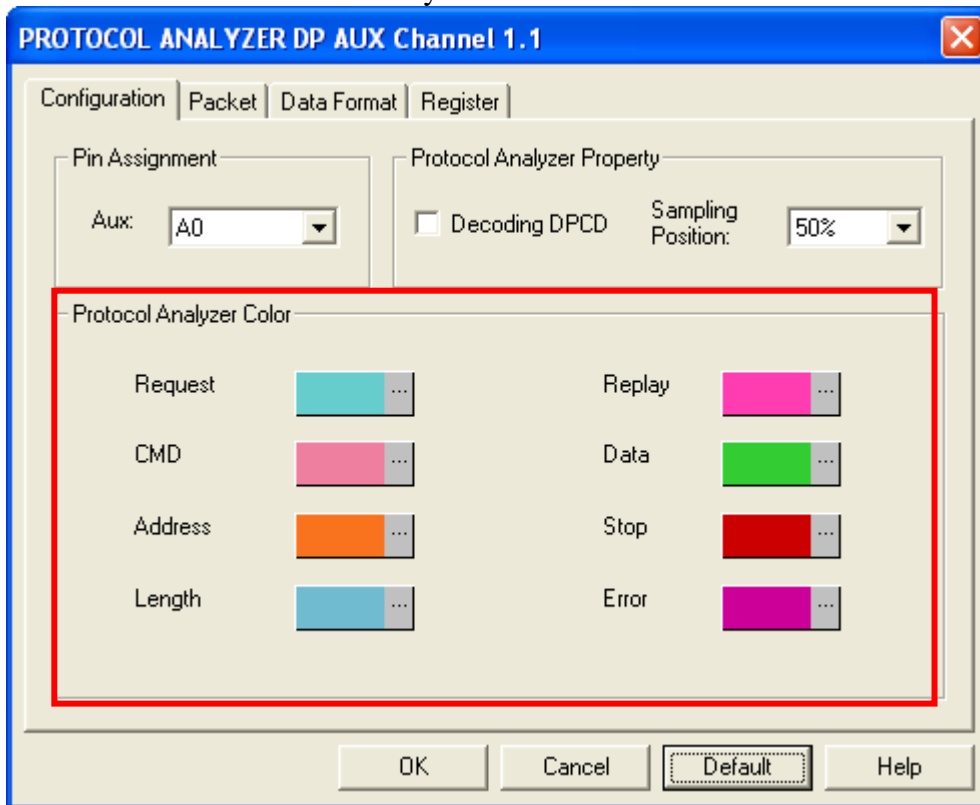 PROTOCOL ANALYZER DP AUX Channel 1.1
Configuration Packet Data Format Register
Pin Assignment
Aux: A0
Protocol Analyzer Property
Decoding DPCD
Sampling
Position: 50%
Protocol Analyzer Color
Request ... Replay ...
CMD ... Data ...
Address ... Stop ...
Length ... Error ...
OK Cancel Default Help